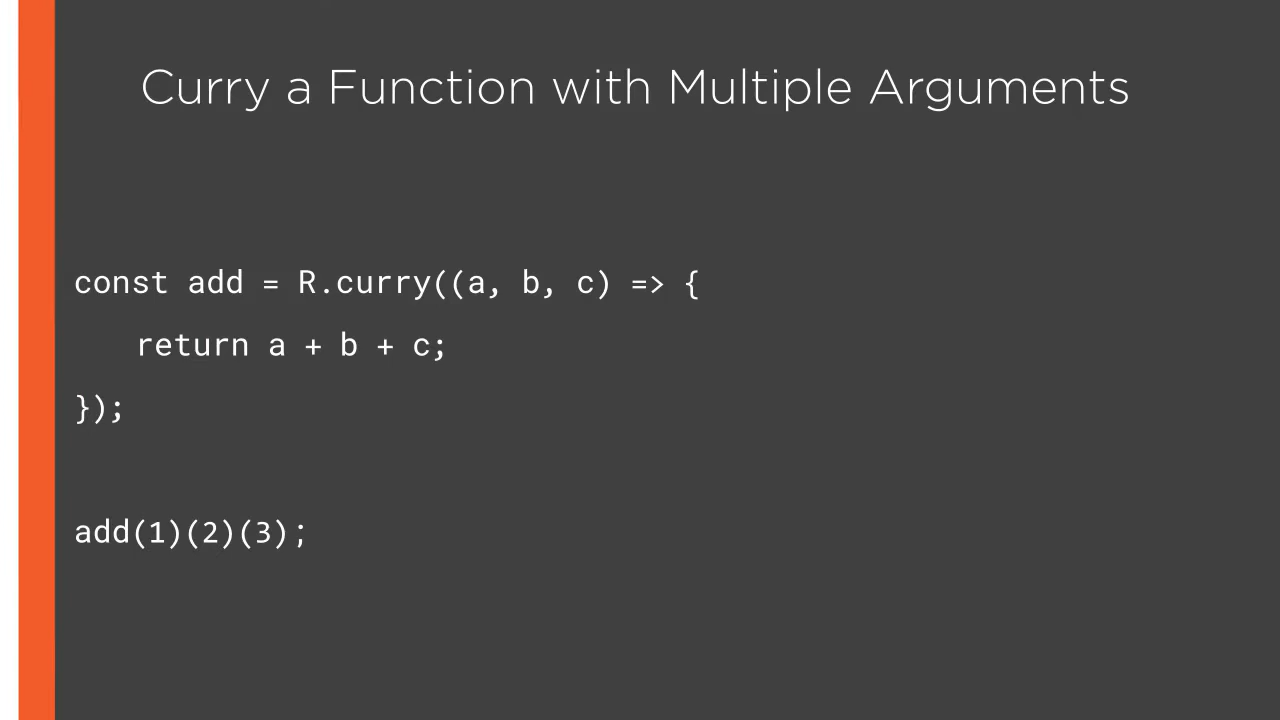 Curry a Function with Multiple Arguments
const add = R.curry((a, b, c) => {
    return a + b + c;
});
add(1)(2)(3);